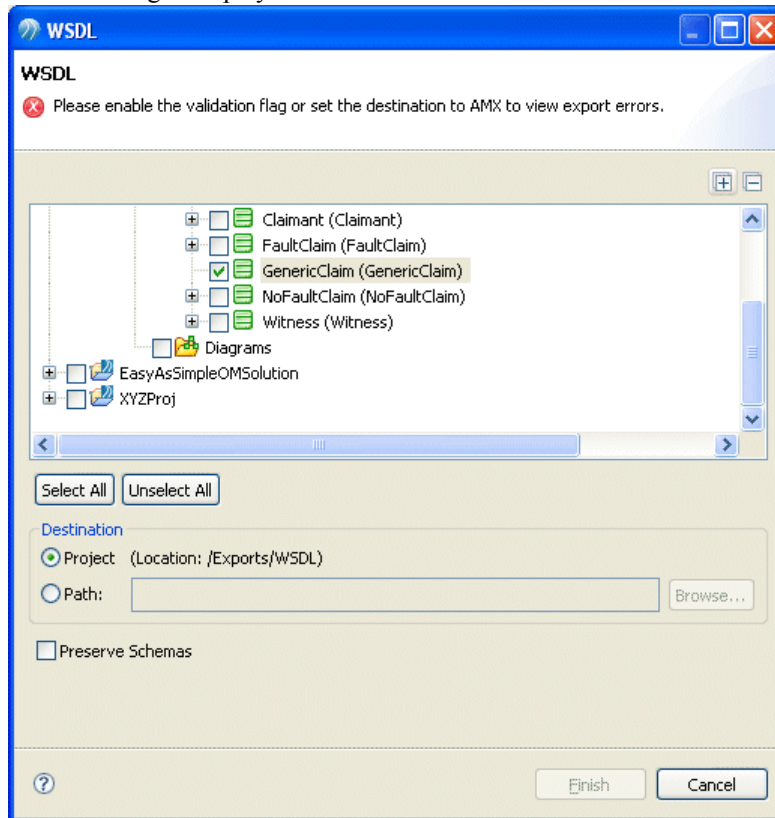 WSDL
WSDL
Please enable the validation flag or set the destination to AMX to view export errors.
Claimant (Claimant)
FaultClaim (FaultClaim)
GenericClaim (GenericClaim)
NoFaultClaim (NoFaultClaim)
Witness (Witness)
Diagrams
EasyAsSimpleOMSolution
XYZProj
Select All Unselect All
Destination
Project (Location: /Exports/WSDL)
Path: Browse...
Preserve Schemas
Finish Cancel